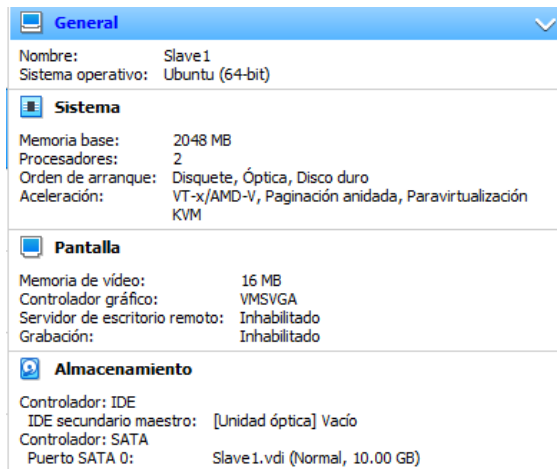 General
Nombre: Slave1
Sistema operativo: Ubuntu (64-bit)
Sistema
Memoria base: 2048 MB
Procesadores: 2
Orden de arranque: Disquete, Óptica, Disco duro
Aceleración: VT-x/AMD-V, Paginación anidada, Paravirtualización
KVM
Pantalla
Memoria de vídeo: 16 MB
Controlador gráfico: VMSVGA
Servidor de escritorio remoto: Inhabilitado
Grabación: Inhabilitado
Almacenamiento
Controlador: IDE
IDE secundario maestro: [Unidad óptica] Vacío
Controlador: SATA
Puerto SATA 0: Slave1.vdi (Normal, 10.00 GB)